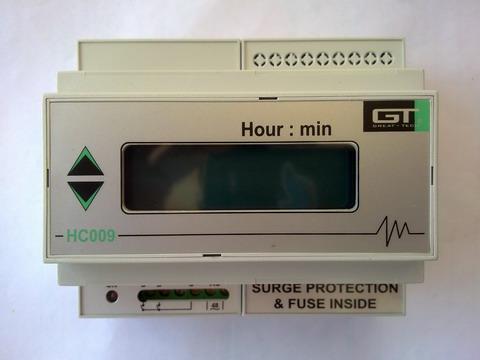 GT
GREAT - TECH
Hour : min
HC009
SURGE PROTECTION
& FUSE INSIDE